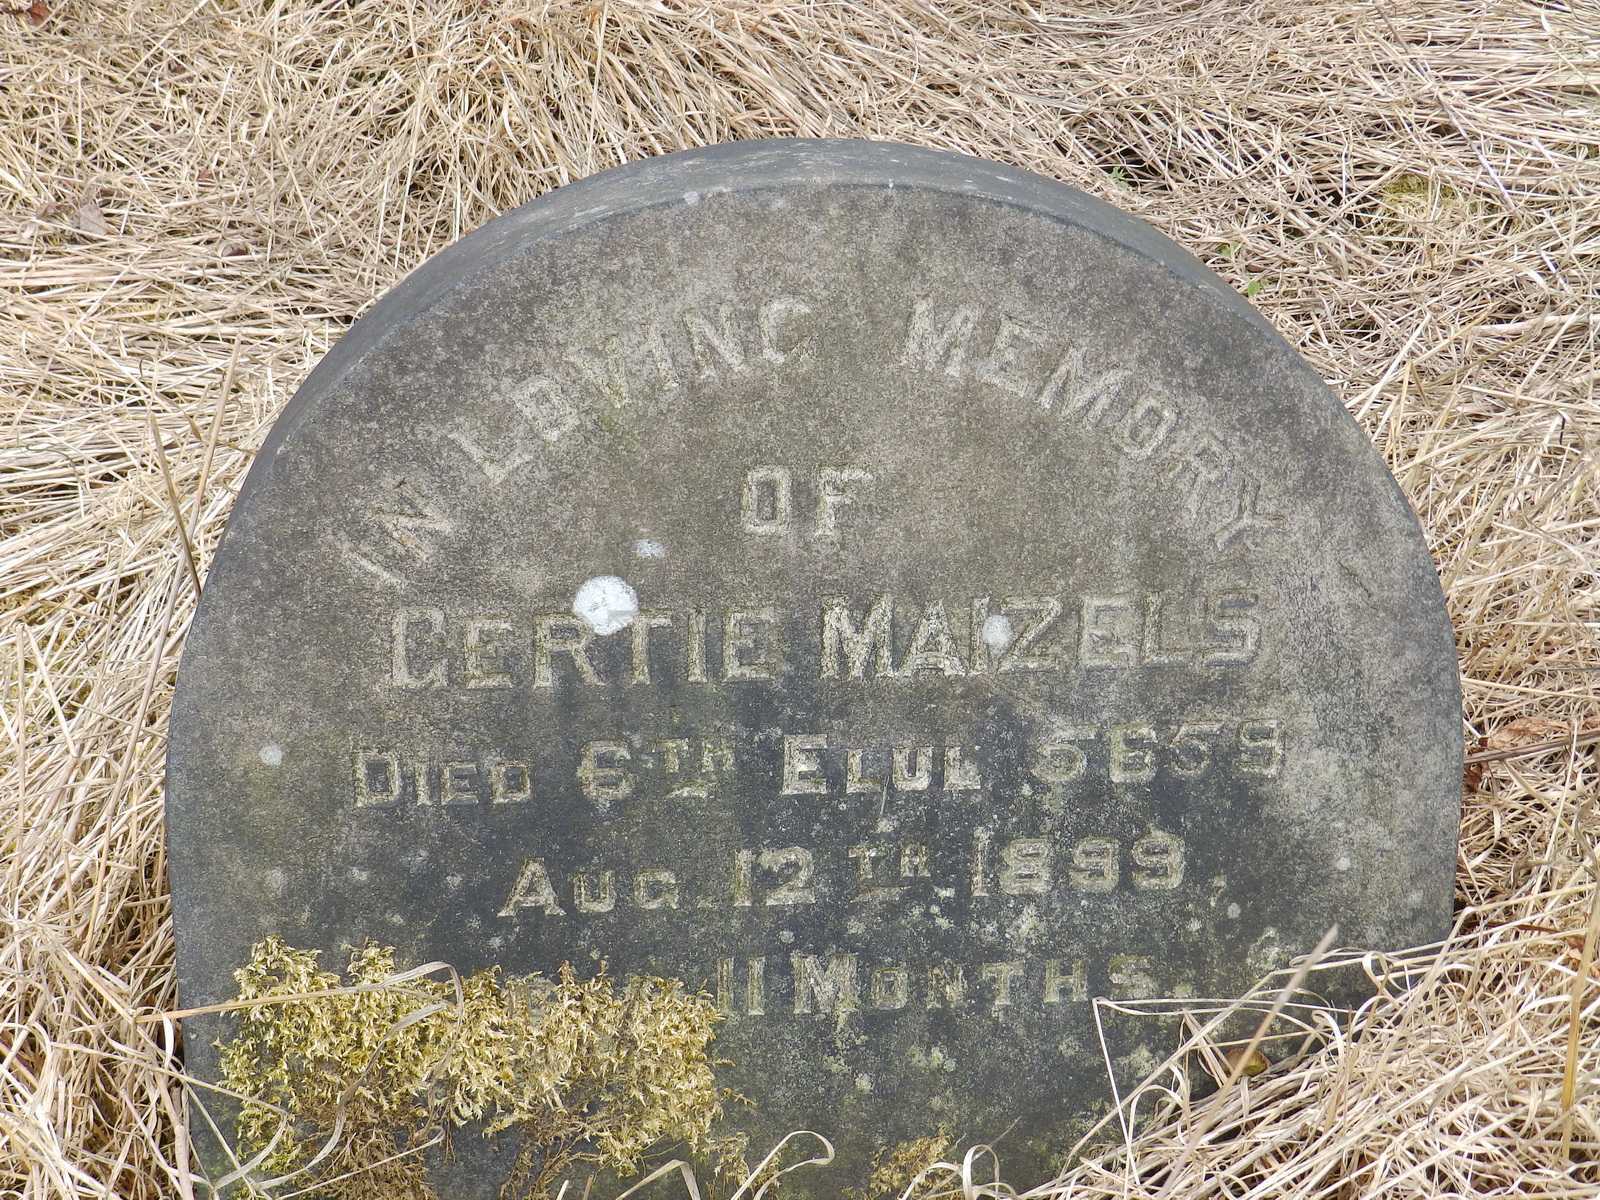 IN LOVING MEMORY
OF
GERTIE MAIZELS
DIED 6TH ELUL 5659
AUG. 12TH. 1899,
11 MONTHS.